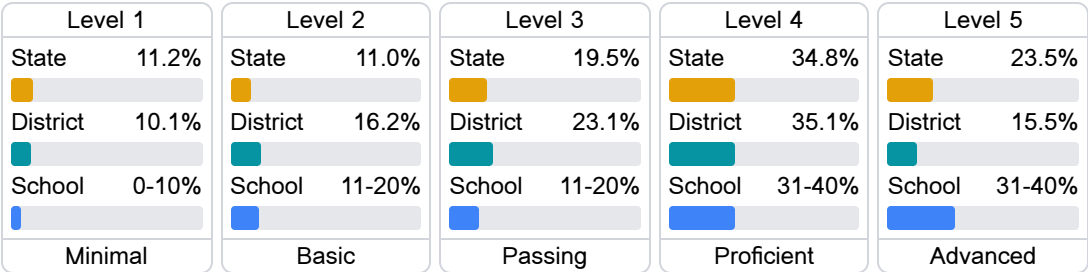 Level 1
State 11.2%
District 10.1%
School 0-10%
Minimal
Level 2
State 11.0%
District 16.2%
School 11-20%
Basic
Level 3
State 19.5%
District 23.1%
School 11-20%
Passing
Level 4
State 34.8%
District 35.1%
School 31-40%
Proficient
Level 5
State 23.5%
District 15.5%
School 31-40%
Advanced